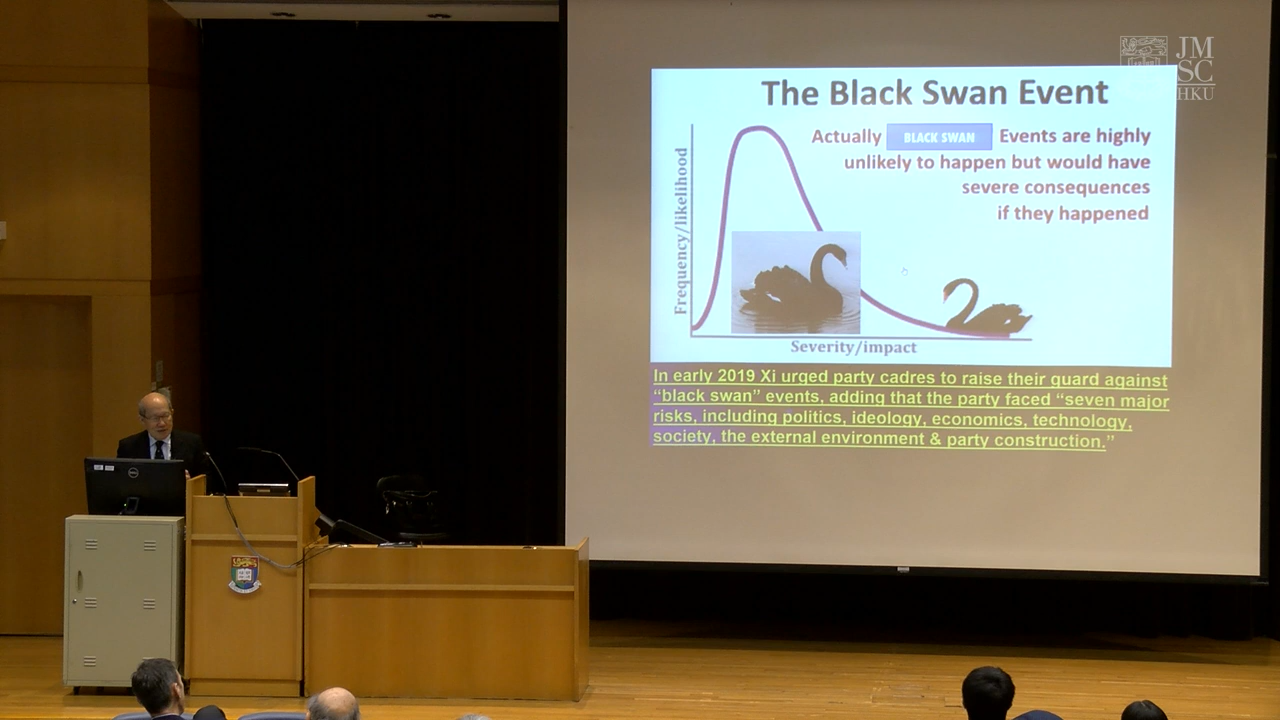 JM
SC
HKU
The Black Swan Event
Actually BLACK SWAN Events are highly
unlikely to happen but would have
severe consequences
if they happened
Frequency/likelihood
Severity/impact
In early 2019 Xi urged party cadres to raise their guard against
“black swan” events, adding that the party faced “seven major
risks, including politics, ideology, economics, technology,
society, the external environment & party construction.”
DELL